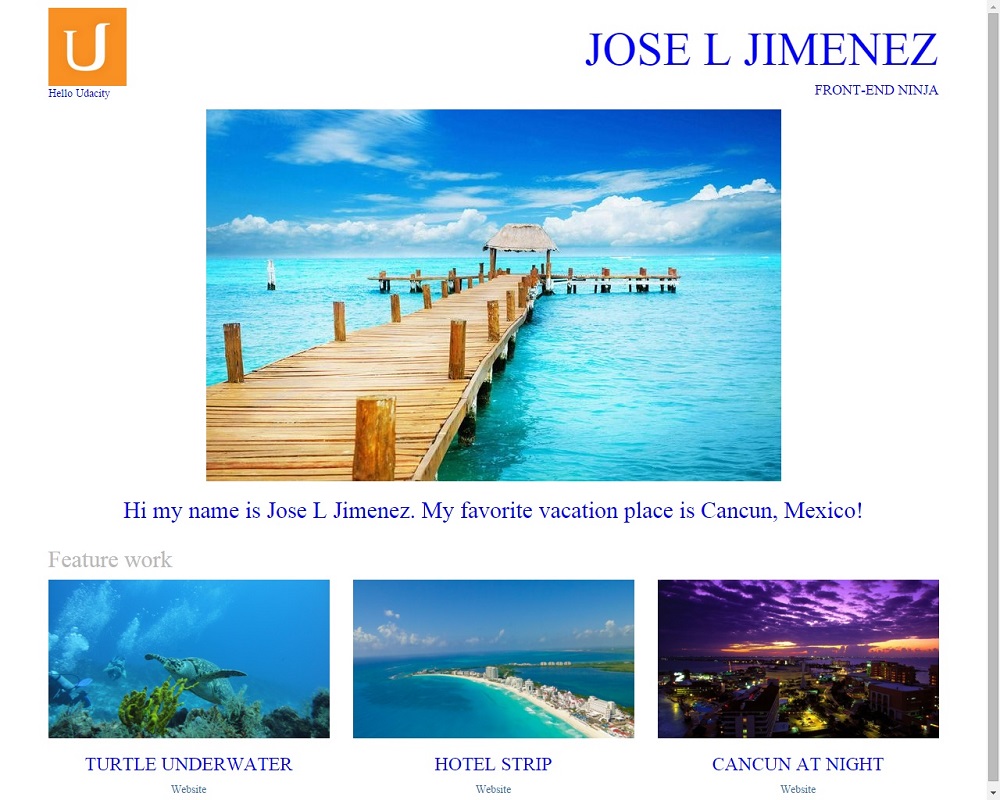 U
Hello Udacity
JOSE L JIMENEZ
FRONT-END NINJA
Hi my name is Jose L Jimenez. My favorite vacation place is Cancun, Mexico!
Feature work
TURTLE UNDERWATER
Website
HOTEL STRIP
Website
CANCUN AT NIGHT
Website